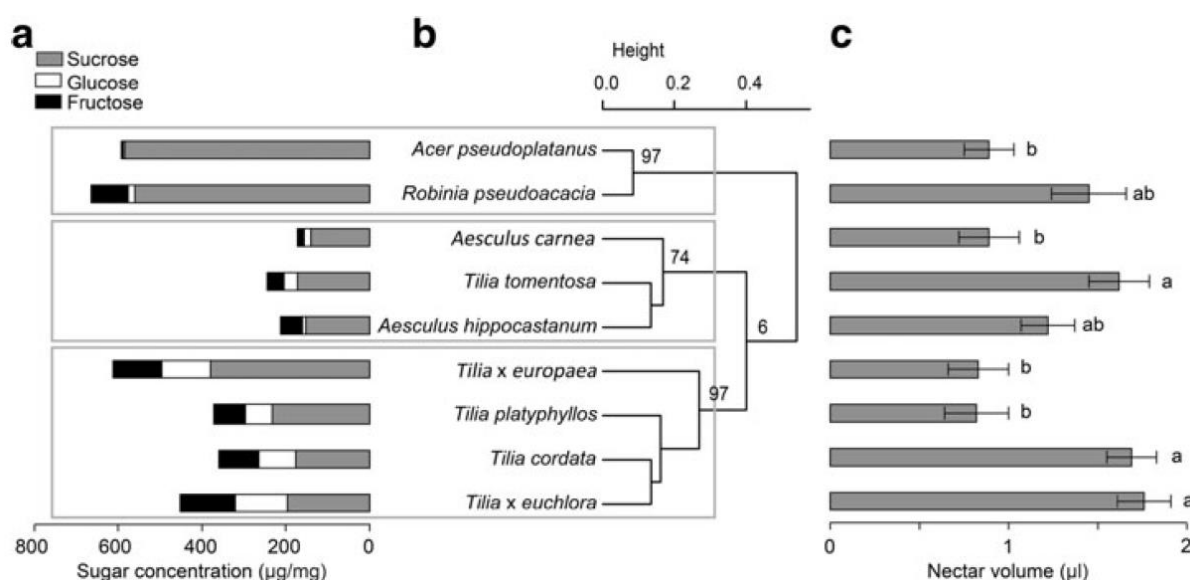 a b c
Sucrose
Glucose
Fructose
Height
0.0 0.2 0.4
Acer pseudoplatanus 97 b
Robinia pseudoacacia ab
Aesculus carnea 74 b
Tilia tomentosa a
Aesculus hippocastanum 6 ab
Tilia x europaea 97 b
Tilia platyphyllos b
Tilia cordata a
Tilia x euchlora a
800 600 400 200 0 0 1 2
Sugar concentration (µg/mg) Nectar volume (µl)